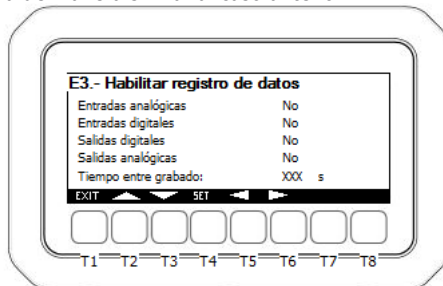 E3.- Habilitar registro de datos
Entradas analógicas No
Entradas digitales No
Salidas digitales No
Salidas analógicas No
Tiempo entre grabado: XXX s
EXIT SET
T1 T2 T3 T4 T5 T6 T7 T8